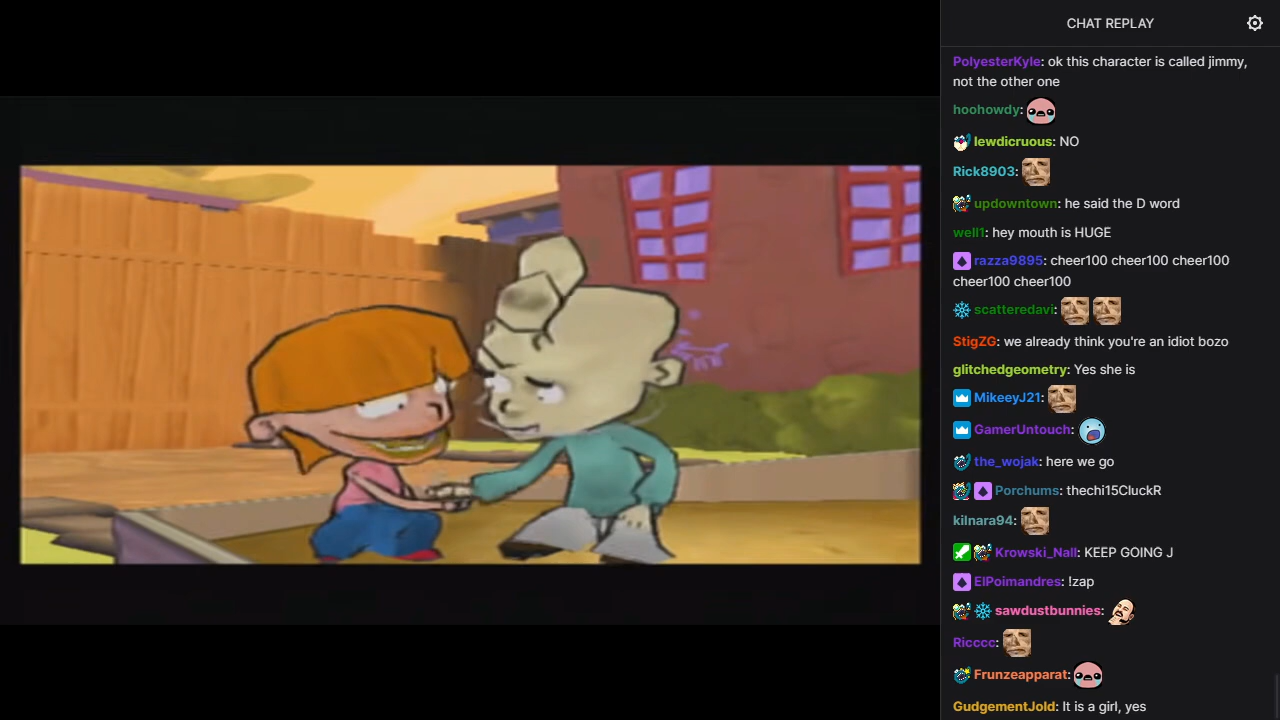 CHAT REPLAY
PolyesterKyle: ok this character is called jimmy,
not the other one
hoohowdy:
lewdicruous: NO
Rick8903:
updowntown: he said the D word
well1: hey mouth is HUGE
razza9895: cheer100 cheer100 cheer100
cheer100 cheer100
scatteredavi:
StigZG: we already think you're an idiot bozo
glitchedgeometry: Yes she is
MikeeyJ21:
GamerUntouch:
the_wojak: here we go
Porchums: thechi15CluckR
kilnara94:
Krowski_Nall: KEEP GOING J
ElPoimandres: !zap
sawdustbunnies:
Ricccc:
Frunzeapparat:
GudgementJold: It is a girl, yes